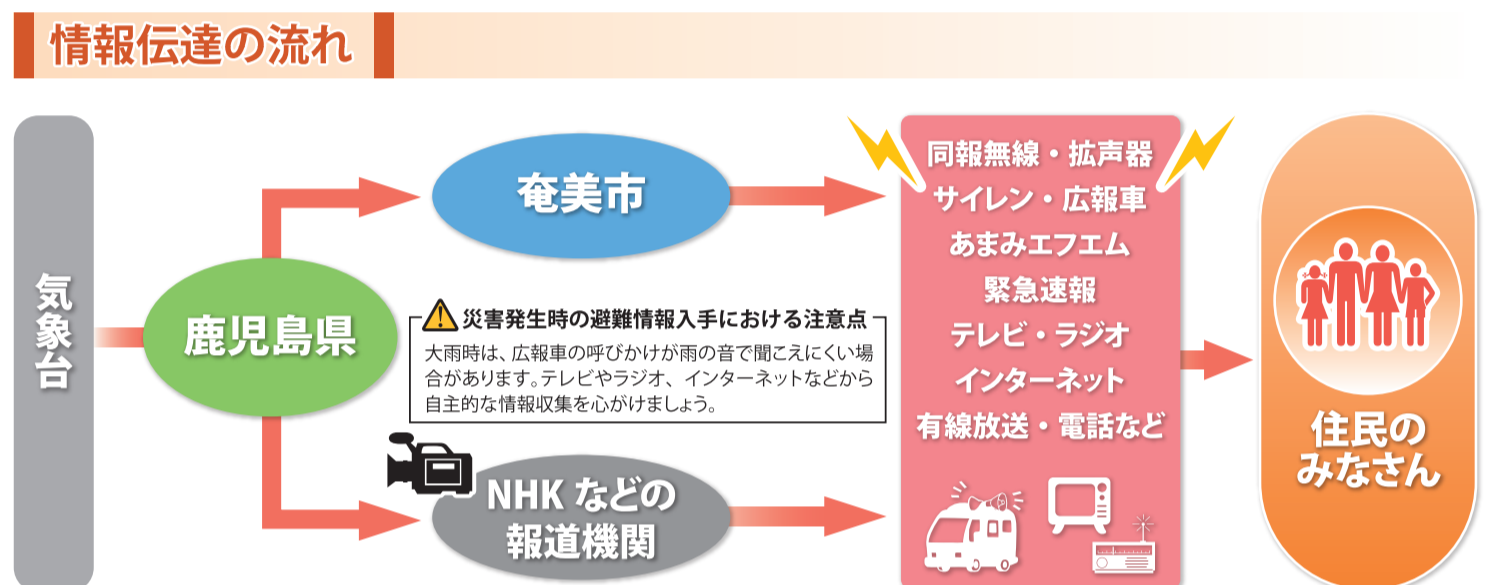 情報伝達の流れ
気象台
鹿児島県
奄美市
災害発生時の避難情報入手における注意点
大雨時は、広報車の呼びかけが雨の音で聞こえにくい場
合があります。テレビやラジオ、インターネットなどから
自主的な情報収集を心がけましょう。
NHK などの
報道機関
同報無線・拡声器
サイレン・広報車
あまみエフエム
緊急速報
テレビ・ラジオ
インターネット
有線放送・電話など
住民の
みなさん